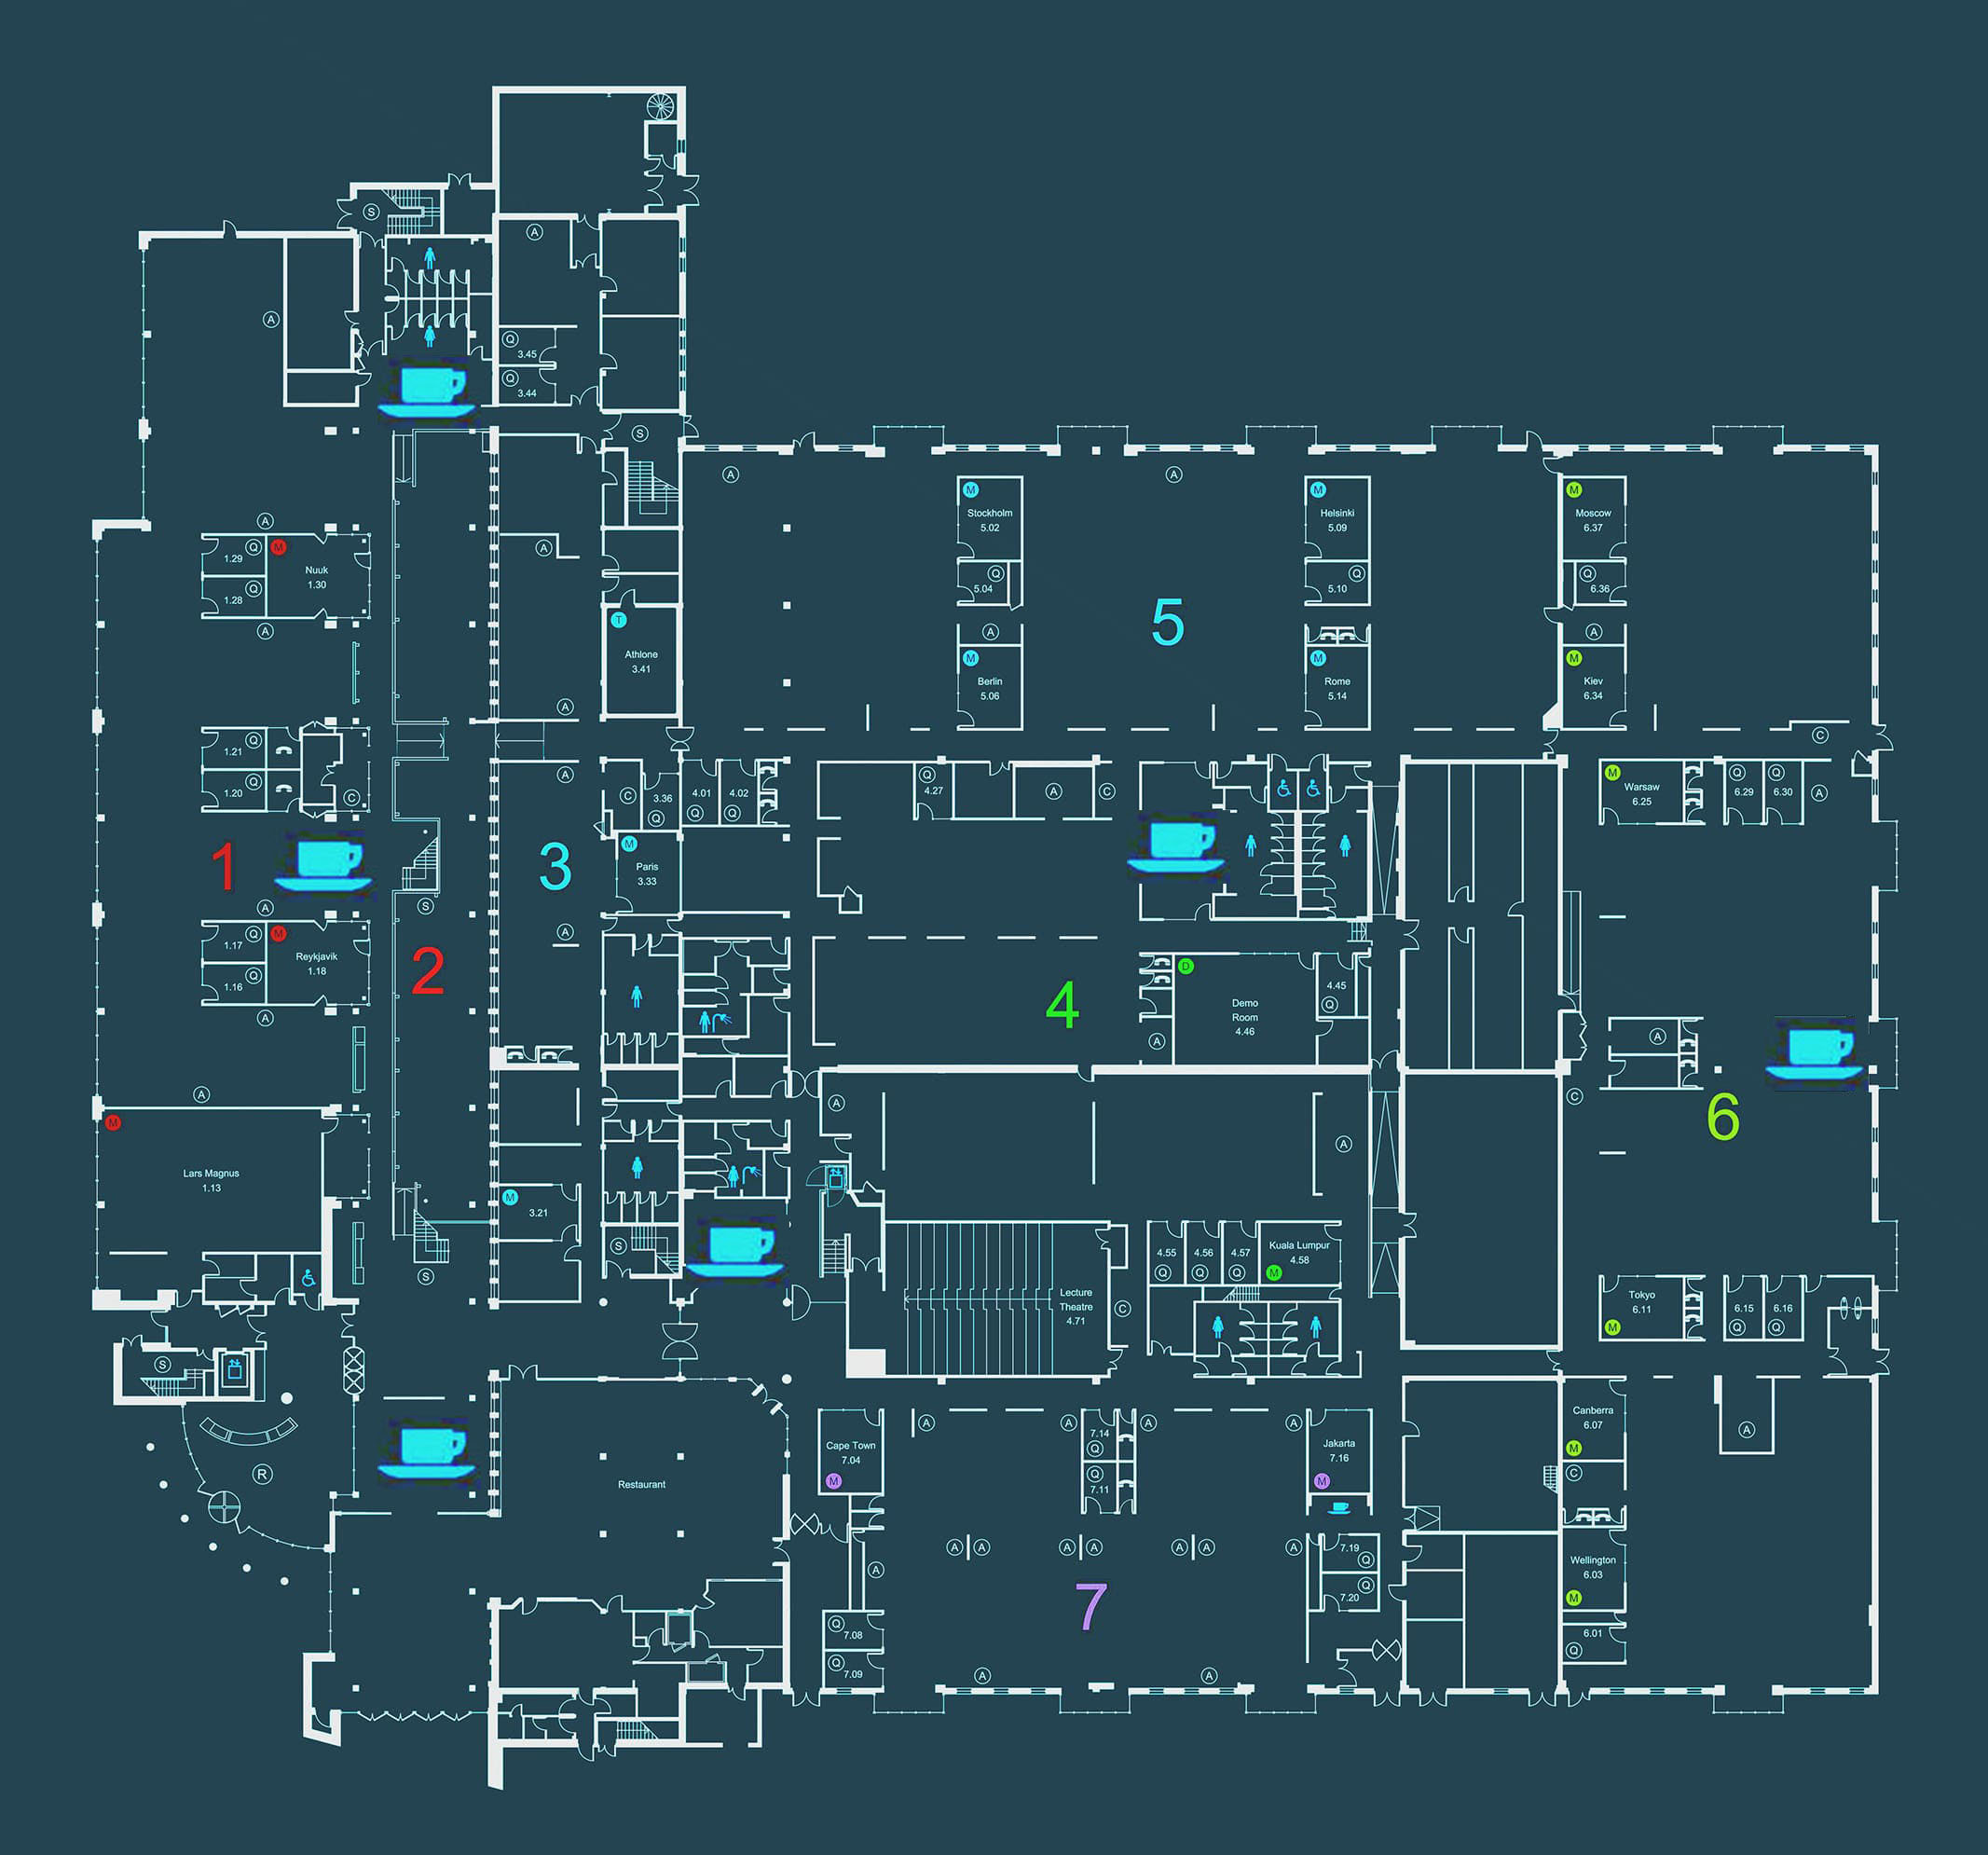 S
A
A
Q
3.45
Q
3.44
S
A
A
M
Stockholm
5.02
M
Helsinki
5.09
M
Moscow
6.37
A
1.29
Q
M
Nuuk
1.30
1.28
Q
A
A
Q
5.04
Q
5.10
Q
6.36
T
Athlone
3.41
5
A
A
M
Berlin
5.06
M
Rome
5.14
M
Kiev
6.34
A
1.21
Q
1.20
Q
C
A
C
3.36
Q
4.01
Q
4.02
Q
Q
4.27
A
C
C
M
Warsaw
6.25
Q
6.29
Q
6.30
A
1
3
M
Paris
3.33
A
S
A
1.17
Q
M
Reykjavik
1.18
1.16
Q
A
2
4
D
Demo
Room
4.46
4.45
Q
A
A
A
M
Lars Magnus
1.13
A
A
C
6
M
3.21
S
S
4.55
Q
4.56
Q
4.57
Q
Kuala Lumpur
4.58
M
Lecture
Theatre
4.71
C
Tokyo
6.11
M
6.15
Q
6.16
Q
S
R
Restaurant
Cape Town
7.04
M
A
A
7.14
Q
Q
7.11
A
A
Jakarta
7.16
M
Canberra
6.07
M
C
A
A
A
A
A
A
A
A
A
7.19
Q
Q
7.20
Wellington
6.03
M
7
Q
7.08
Q
7.09
6.01
Q
A
A